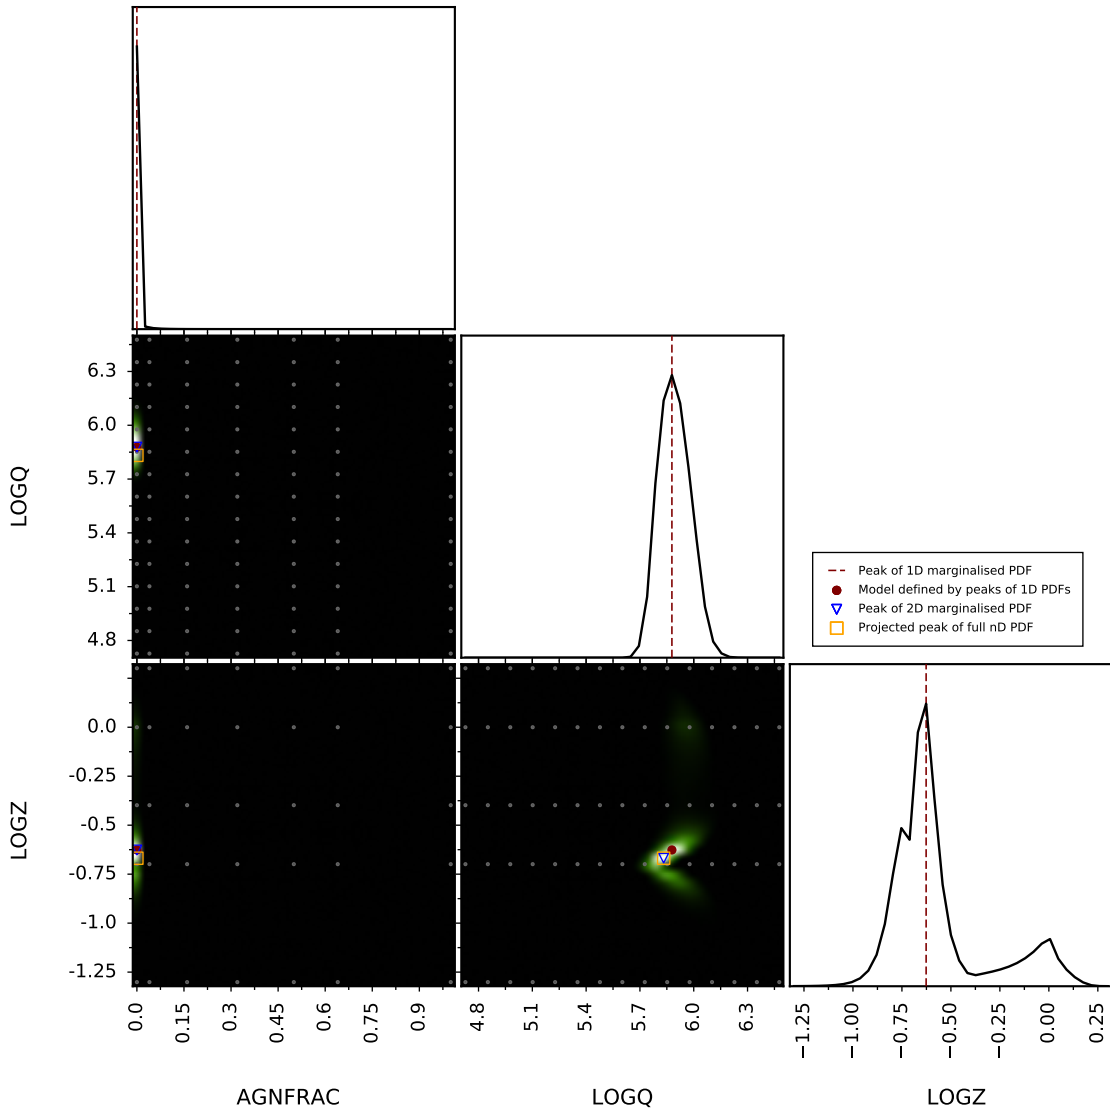 6.3
6.0
5.7
5.4
5.1
4.8
LOGQ
Peak of 1D marginalised PDF
Model defined by peaks of 1D PDFs
Peak of 2D marginalised PDF
Projected peak of full nD PDF
0.0
-0.25
-0.5
-0.75
-1.0
-1.25
LOGZ
0.0 0.15 0.3 0.45 0.6 0.75 0.9
4.8 5.1 5.4 5.7 6.0 6.3
−1.25 −1.00 −0.75 −0.50 −0.25 0.00 0.25
AGNFRAC LOGQ LOGZ